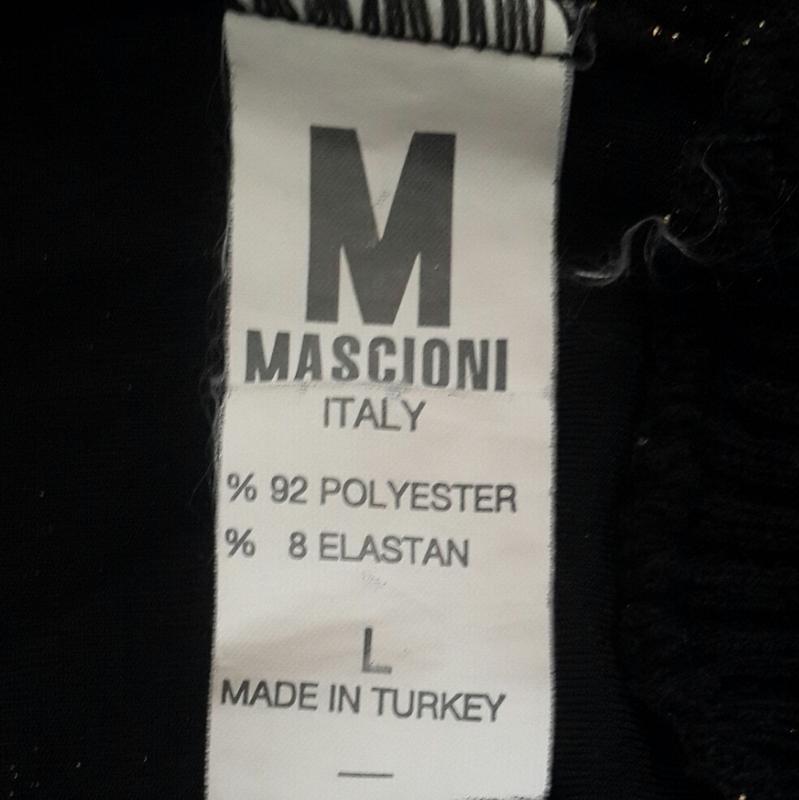 M
MASCIONI
ITALY
% 92 POLYESTER
% 8 ELASTAN
L
MADE IN TURKEY